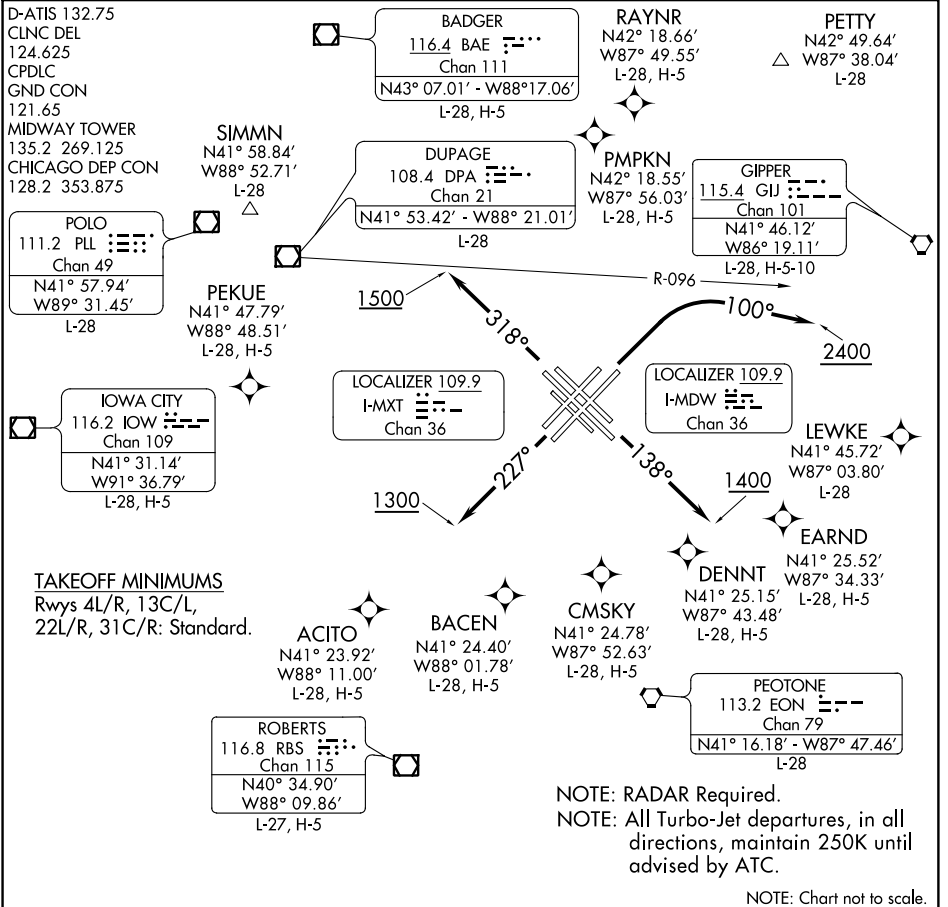 D-ATIS 132.75
CLNC DEL
124.625
CPDLC
GND CON
121.65
MIDWAY TOWER
135.2 269.125
CHICAGO DEP CON
128.2 353.875
BADGER
116.4 BAE
Chan 111
N43° 07.01' - W88°17.06'
L-28, H-5
RAYNR
N42° 18.66'
W87° 49.55'
L-28, H-5
PETTY
N42° 49.64'
W87° 38.04'
L-28
SIMMN
N41° 58.84'
W88° 52.71'
L-28
DUPAGE
108.4 DPA
Chan 21
N41° 53.42' - W88° 21.01'
L-28
PMPKN
N42° 18.55'
W87° 56.03'
L-28, H-5
GIPPER
115.4 GIJ
Chan 101
N41° 46.12'
W86° 19.11'
L-28, H-5-10
POLO
111.2 PLL
Chan 49
N41° 57.94'
W89° 31.45'
L-28
PEKUE
N41° 47.79'
W88° 48.51'
L-28, H-5
R-096
1500
318°
100°
2400
LOCALIZER 109.9
I-MXT
Chan 36
LOCALIZER 109.9
I-MDW
Chan 36
IOWA CITY
116.2 IOW
Chan 109
N41° 31.14'
W91° 36.79'
L-28, H-5
LEWKE
N41° 45.72'
W87° 03.80'
L-28
227°
138°
1300
1400
EARND
N41° 25.52'
W87° 34.33'
L-28, H-5
DENNT
N41° 25.15'
W87° 43.48'
L-28, H-5
CMSKY
N41° 24.78'
W87° 52.63'
L-28, H-5
BACEN
N41° 24.40'
W88° 01.78'
L-28, H-5
ACITO
N41° 23.92'
W88° 11.00'
L-28, H-5
TAKEOFF MINIMUMS
Rwys 4L/R, 13C/L,
22L/R, 31C/R: Standard.
PEOTONE
113.2 EON
Chan 79
N41° 16.18' - W87° 47.46'
L-28
ROBERTS
116.8 RBS
Chan 115
N40° 34.90'
W88° 09.86'
L-27, H-5
NOTE: RADAR Required.
NOTE: All Turbo-Jet departures, in all
directions, maintain 250K until
advised by ATC.
NOTE: Chart not to scale.